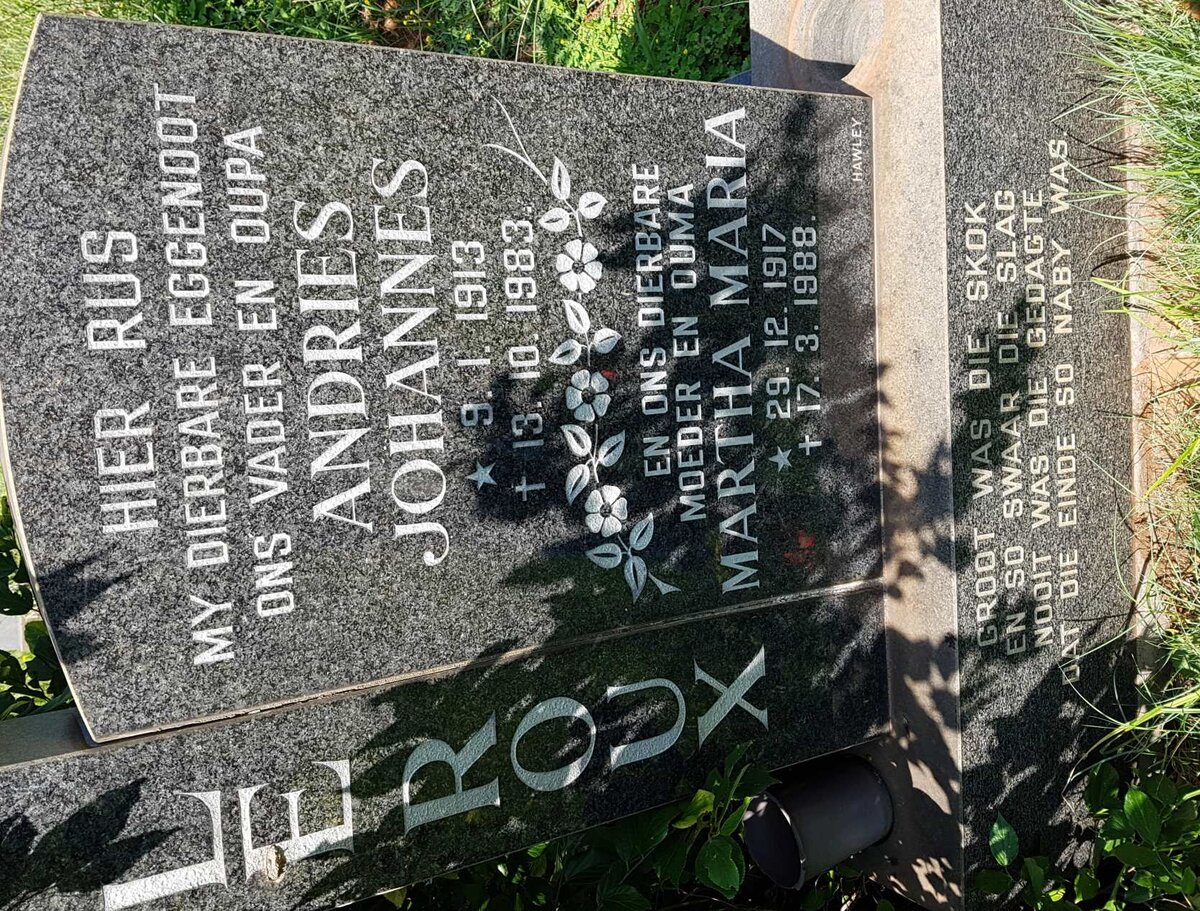 LE
ROUX
HIER RUS
MY DIERBARE EGGENOOT
ONS VADER EN OUPA
ANDRIES
JOHANNES
★ 9. 1. 1913
† 13. 10. 1983.
EN ONS DIERBARE
MOEDER EN OUMA
MARTHA MARIA
★ 29. 12. 1917
† 17. 3. 1988.
HAWLEY
GROOT WAS DIE SKOK
EN SO SWAAR DIE SLAG
NOOIT WAS DIE GEDAGTE
DAT DIE EINDE SO NABY WAS